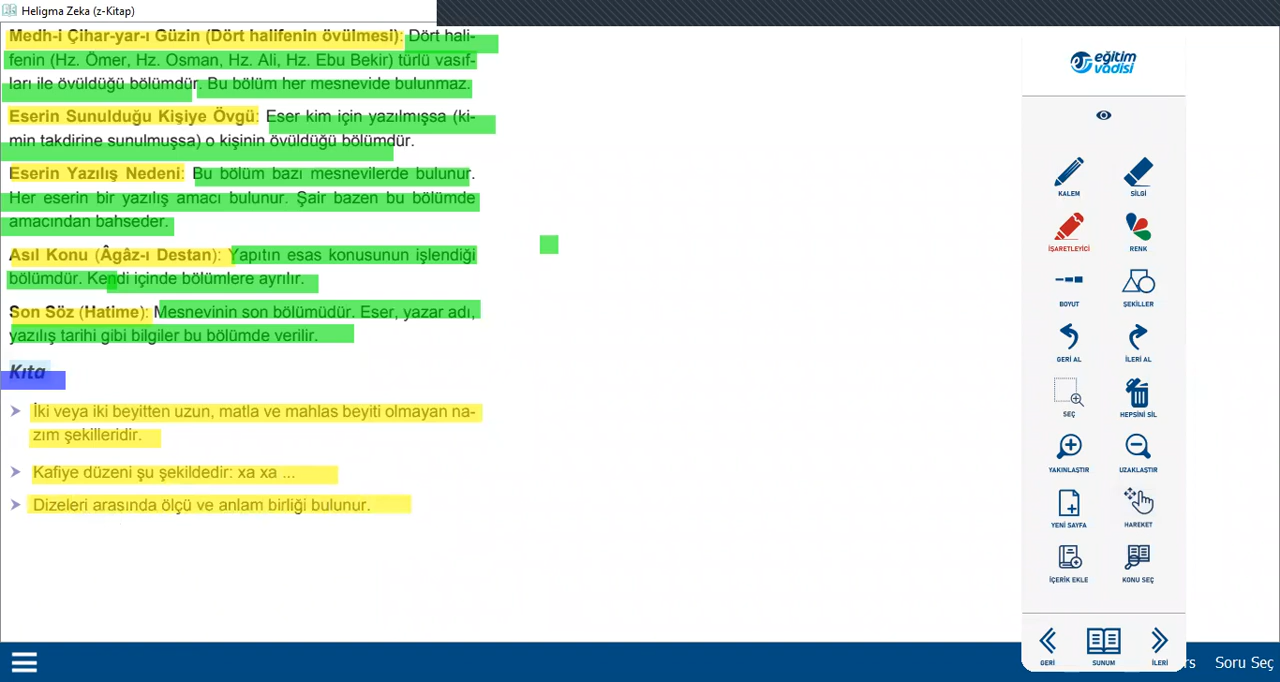 Heligma Zeka (z-Kitap)
Medh-i Çihar-yar-ı Güzin (Dört halifenin övülmesi): Dört hali-
fenin (Hz. Ömer, Hz. Osman, Hz. Ali, Hz. Ebu Bekir) türlü vasıf-
ları ile övüldüğü bölümdür. Bu bölüm her mesnevide bulunmaz.
Eserin Sunulduğu Kişiye Övgü: Eser kim için yazılmışsa (ki-
min takdirine sunulmuşsa) o kişinin övüldüğü bölümdür.
Eserin Yazılış Nedeni: Bu bölüm bazı mesnevilerde bulunur.
Her eserin bir yazılış amacı bulunur. Şair bazen bu bölümde
amacından bahseder.
Asıl Konu (Âgâz-ı Destan): Yapıtın esas konusunun işlendiği
bölümdür. Kendi içinde bölümlere ayrılır.
Son Söz (Hatime): Mesnevinin son bölümüdür. Eser, yazar adı,
yazılış tarihi gibi bilgiler bu bölümde verilir.
Kıta
İki veya iki beyitten uzun, matla ve mahlas beyiti olmayan na-
zım şekilleridir.
Kafiye düzeni şu şekildedir: xa xa ...
Dizeleri arasında ölçü ve anlam birliği bulunur.
eğitim
vadisi
KALEM
SİLGİ
İŞARETLEYİCİ
RENK
BOYUT
ŞEKİLLER
GERİ AL
İLERİ AL
SEÇ
HEPSİNİ SİL
YAKINLAŞTIR
UZAKLAŞTIR
YENİ SAYFA
HAREKET
İÇERİK EKLE
KONU SEÇ
GERİ
SUNUM
İLERİ
Soru Seç